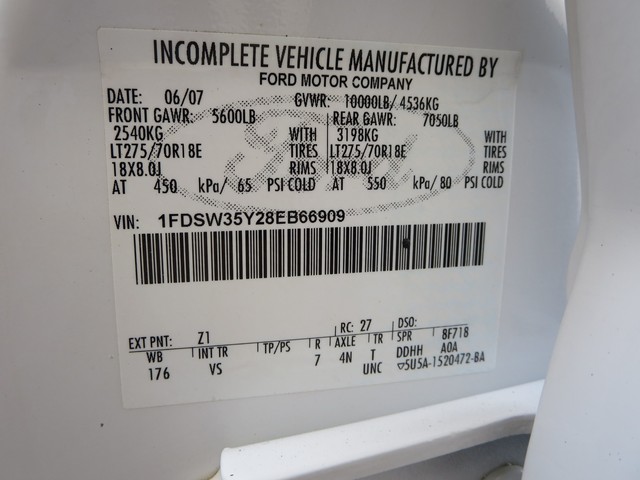 INCOMPLETE VEHICLE MANUFACTURED BY
FORD MOTOR COMPANY
DATE: 06/07 GVWR: 10000LB/ 4536KG
FRONT GAWR: 5600LB REAR GAWR: 7050LB
2540KG WITH 3198KG WITH
LT275/70R18E TIRES LT275/70R18E TIRES
18X8.0J RIMS 18X8.0J RIMS
AT 450 kPa/ 65 PSI COLD AT 550 kPa/ 80 PSI COLD
VIN: 1FDSW35Y28EB66909
EXT PNT: Z1 RC: 27 DSO:
WB INT TR TP/PS R AXLE TR SPR 8F718
176 VS 7 4N T DDHH A0A
UNC ▽5U5A-1520472-BA
Ford